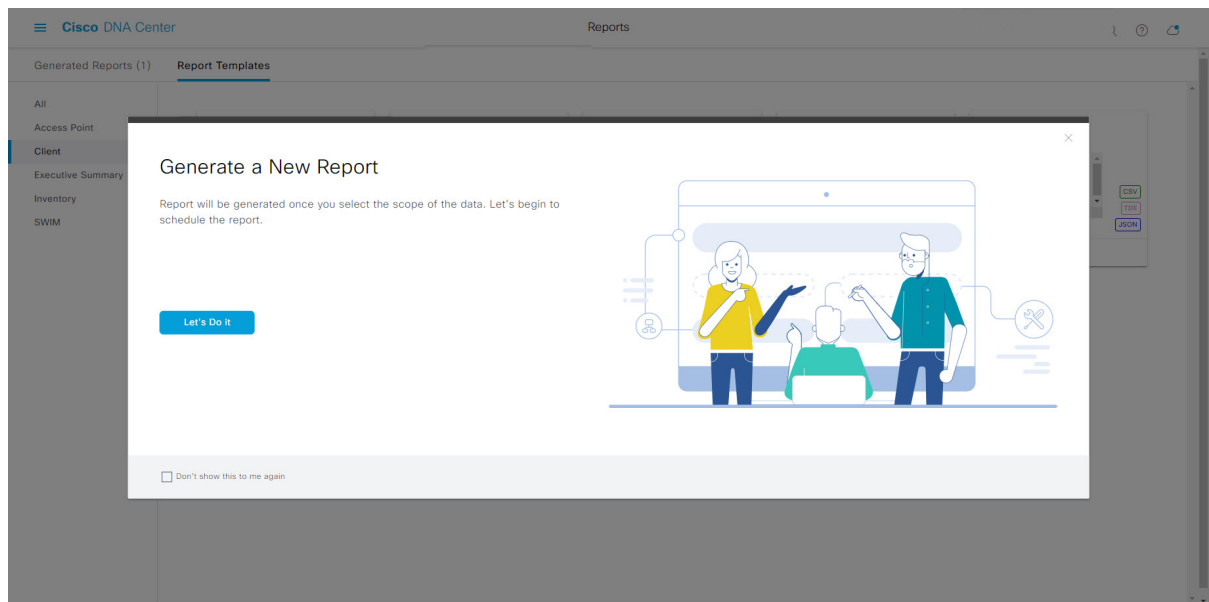 Cisco DNA Center
Reports
Generated Reports (1)
Report Templates
All
Access Point
Client
Executive Summary
Inventory
SWIM
Generate a New Report
Report will be generated once you select the scope of the data. Let's begin to
schedule the report.
Let's Do it
Don't show this to me again
CSV
TDE
JSON